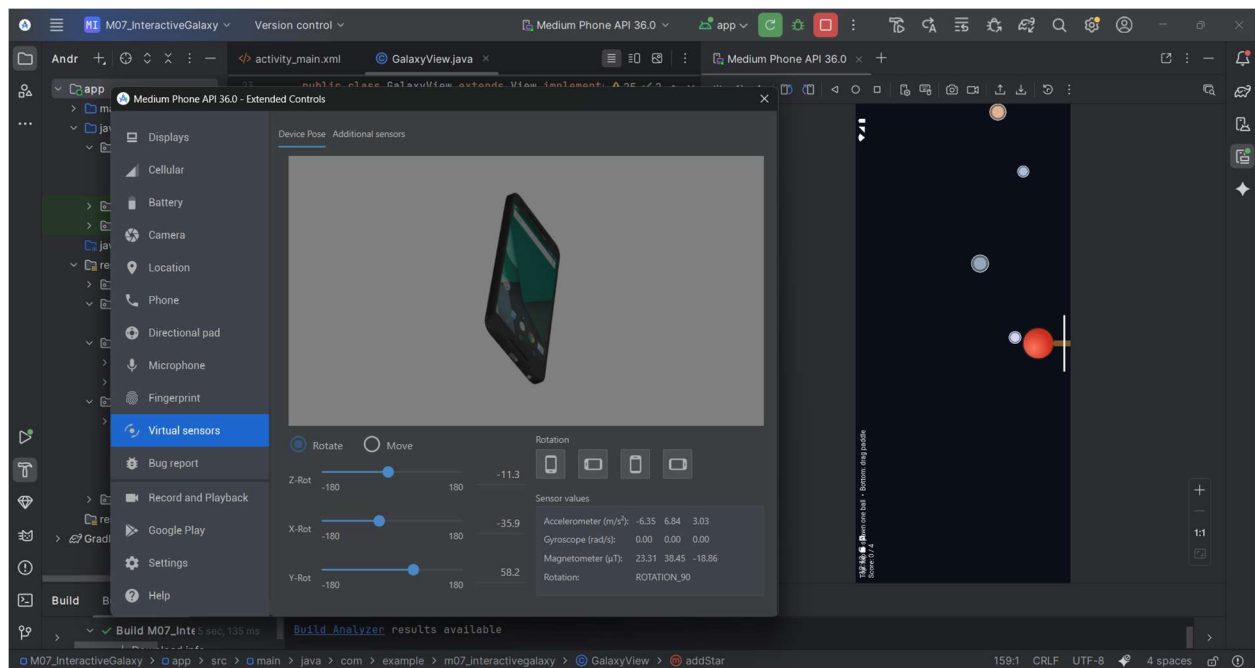 MI M07_InteractiveGalaxy Version control Medium Phone API 36.0 app
Andr activity_main.xml GalaxyView.java Medium Phone API 36.0
app
Medium Phone API 36.0 - Extended Controls
Displays
Cellular
Battery
Camera
Location
Phone
Directional pad
Microphone
Fingerprint
Virtual sensors
Bug report
Record and Playback
Google Play
Settings
Help
Device Pose Additional sensors
Rotate Move
Z-Rot -180 180 -11.3
X-Rot -180 180 -35.9
Y-Rot -180 180 58.2
Rotation
Sensor values
Accelerometer (m/s²): -6.35 6.84 3.03
Gyroscope (rad/s): 0.00 0.00 0.00
Magnetometer (μT): 23.31 38.45 -18.86
Rotation: ROTATION_90
Bottom: drag paddle
Score: 0 / 4
1:1
Build
Build M07_Inte 5 sec, 135 ms
Build Analyzer results available
M07_InteractiveGalaxy > app > src > main > java > com > example > m07_interactivegalaxy > GalaxyView > addStar
159:1 CRLF UTF-8 4 spaces